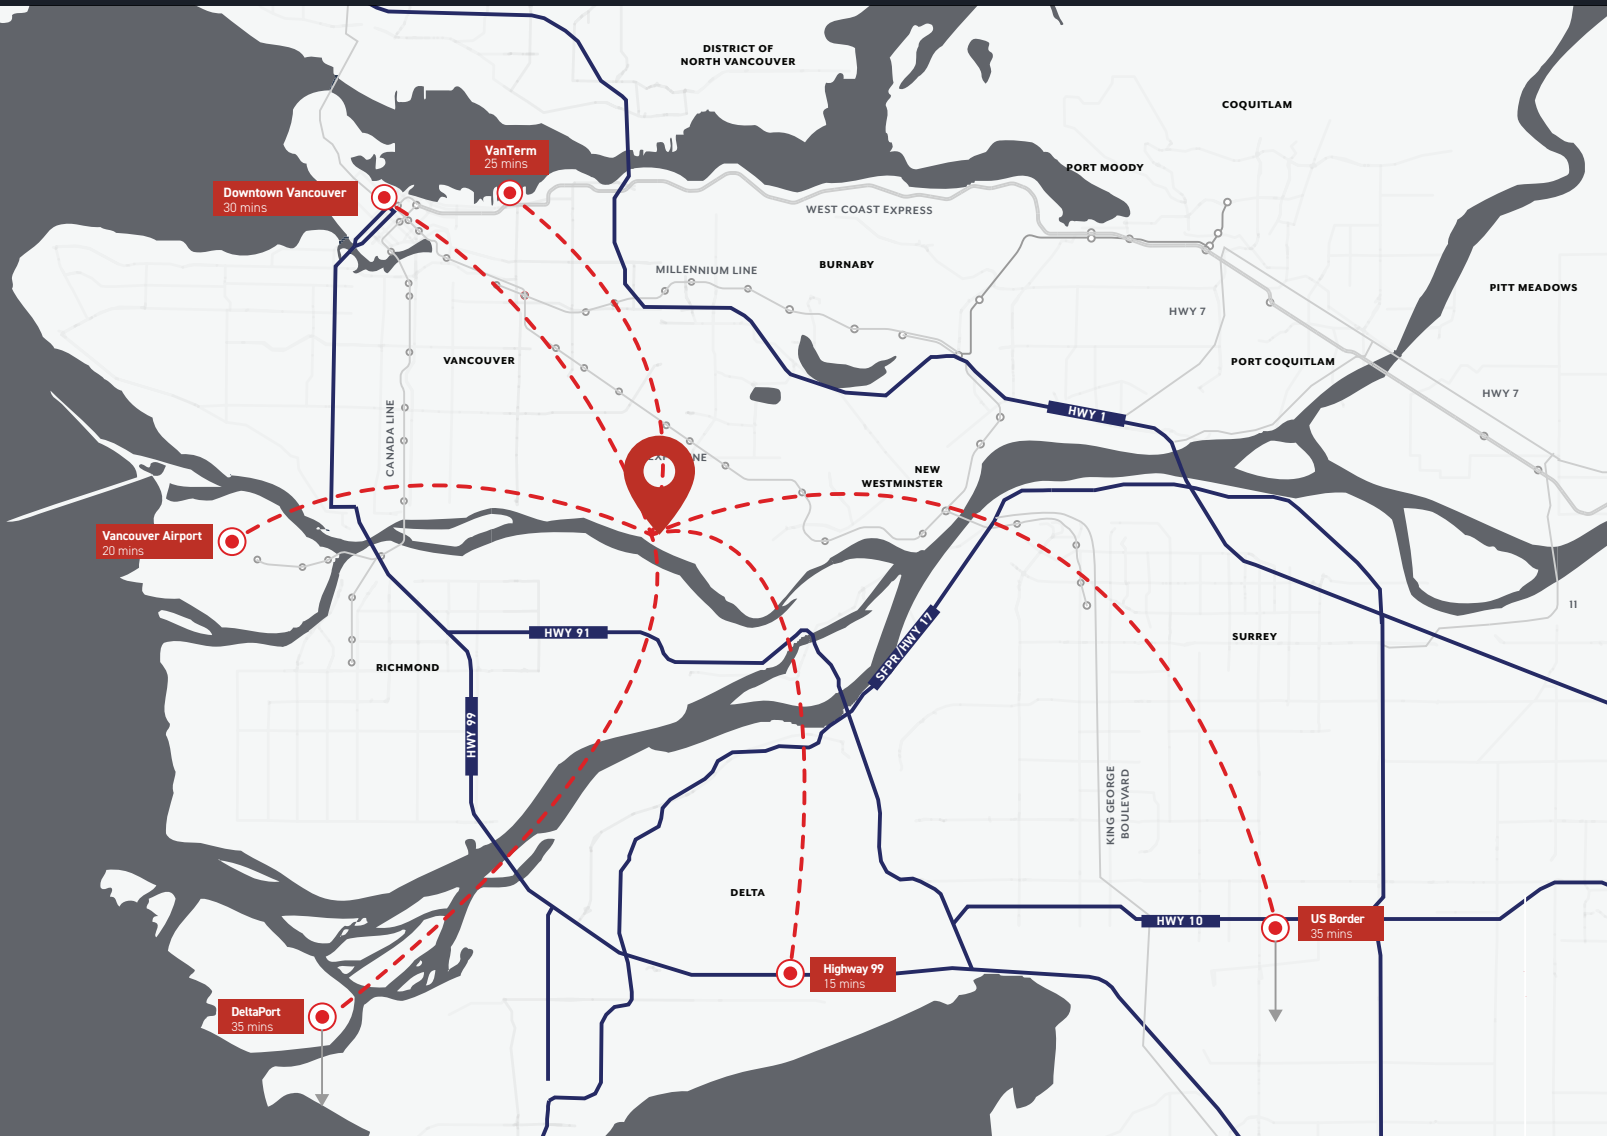 DISTRICT OF
NORTH VANCOUVER
COQUITLAM
VanTerm
25 mins
PORT MOODY
Downtown Vancouver
30 mins
WEST COAST EXPRESS
MILLENNIUM LINE
BURNABY
PITT MEADOWS
HWY 7
VANCOUVER
PORT COQUITLAM
HWY 7
HWY 1
CANADA LINE
NEW
WESTMINSTER
Vancouver Airport
20 mins
11
HWY 91
SURREY
SFPR/HWY 17
RICHMOND
HWY 99
KING GEORGE
BOULEVARD
DELTA
HWY 10
US Border
35 mins
Highway 99
15 mins
DeltaPort
35 mins